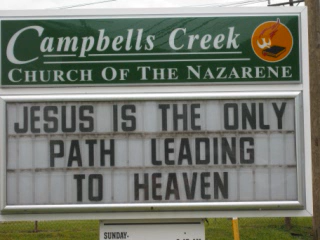 Campbells Creek
CHURCH OF THE NAZARENE
JESUS IS THE ONLY
PATH LEADING
TO HEAVEN
SUNDAY-